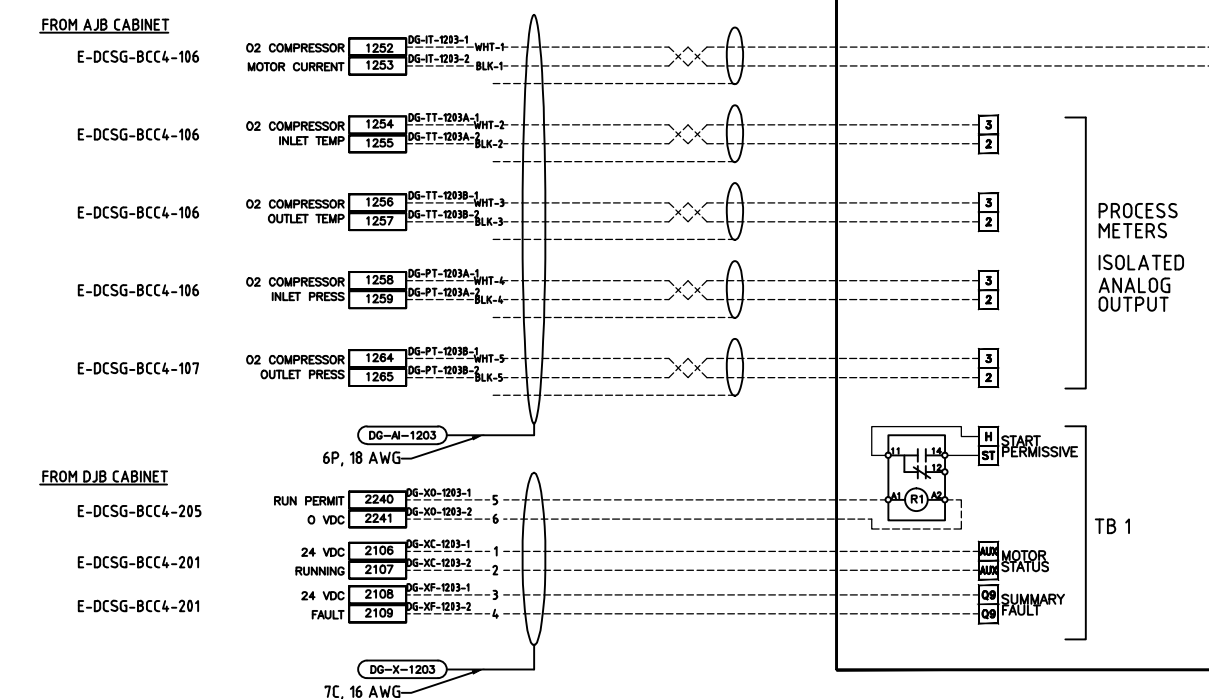 FROM AJB CABINET
E-DCSG-BCC4-106
O2 COMPRESSOR 1252 DG-IT-1203-1 WHT-1
MOTOR CURRENT 1253 DG-IT-1203-2 BLK-1
E-DCSG-BCC4-106
O2 COMPRESSOR 1254 DG-TT-1203A-1 WHT-2 3
INLET TEMP 1255 DG-TT-1203A-2 BLK-2 2
E-DCSG-BCC4-106
O2 COMPRESSOR 1256 DG-TT-1203B-1 WHT-3 3
OUTLET TEMP 1257 DG-TT-1203B-2 BLK-3 2
PROCESS
METERS
ISOLATED
ANALOG
OUTPUT
E-DCSG-BCC4-106
O2 COMPRESSOR 1258 DG-PT-1203A-1 WHT-4 3
INLET PRESS 1259 DG-PT-1203A-2 BLK-4 2
E-DCSG-BCC4-107
O2 COMPRESSOR 1264 DG-PT-1203B-1 WHT-5 3
OUTLET PRESS 1265 DG-PT-1203B-2 BLK-5 2
DG-AI-1203
6P, 18 AWG
11 14 12
A1 R1 A2
H START
ST PERMISSIVE
FROM DJB CABINET
E-DCSG-BCC4-205
RUN PERMIT 2240 DG-XO-1203-1 5
0 VDC 2241 DG-XO-1203-2 6
TB 1
E-DCSG-BCC4-201
24 VDC 2106 DG-XC-1203-1 1 AUX MOTOR
RUNNING 2107 DG-XC-1203-2 2 AUX STATUS
E-DCSG-BCC4-201
24 VDC 2108 DG-XF-1203-1 3 Q9 SUMMARY
FAULT 2109 DG-XF-1203-2 4 Q9 FAULT
DG-X-1203
7C, 16 AWG